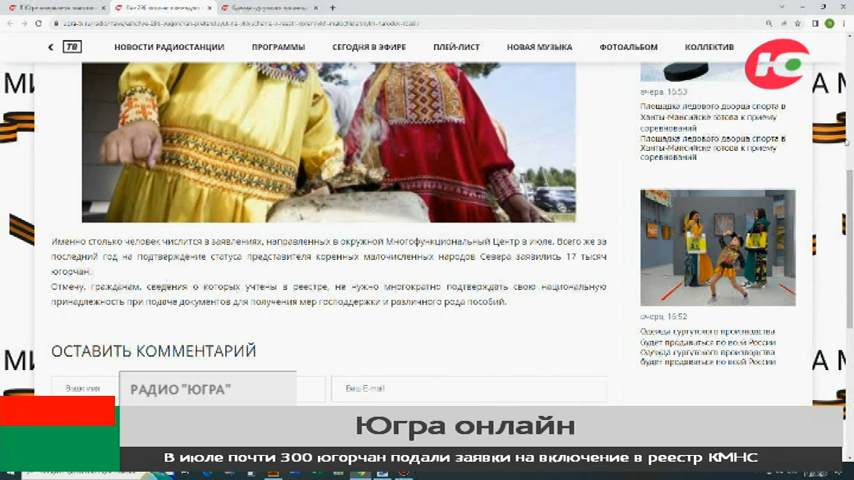 ТВ
НОВОСТИ РАДИОСТАНЦИИ
ПРОГРАММЫ
СЕГОДНЯ В ЭФИРЕ
ПЛЕЙ-ЛИСТ
НОВАЯ МУЗЫКА
ФОТОАЛЬБОМ
КОЛЛЕКТИВ
Ю
вчера, 16:53
Площадка ледового дворца спорта в
Ханты-Мансийске готова к приему
соревнований
Площадка ледового дворца спорта в
Ханты-Мансийске готова к приему
соревнований
Именно столько человек числится в заявлениях, направленных в окружной Многофункциональный Центр в июле. Всего же за
последний год на подтверждение статуса представителя коренных малочисленных народов Севера заявились 17 тысяч
югорчан.
Отмечу, гражданам, сведения о которых учтены в реестре, не нужно многократно подтверждать свою национальную
принадлежность при подаче документов для получения мер господдержки и различного рода пособий.
вчера, 16:52
Одежда сургутского производства
будет продаваться по всей России
Одежда сургутского производства
будет продаваться по всей России
ОСТАВИТЬ КОММЕНТАРИЙ
Ваше имя
РАДИО "ЮГРА"
Ваш E-mail
Югра онлайн
В июле почти 300 югорчан подали заявки на включение в реестр КМНС